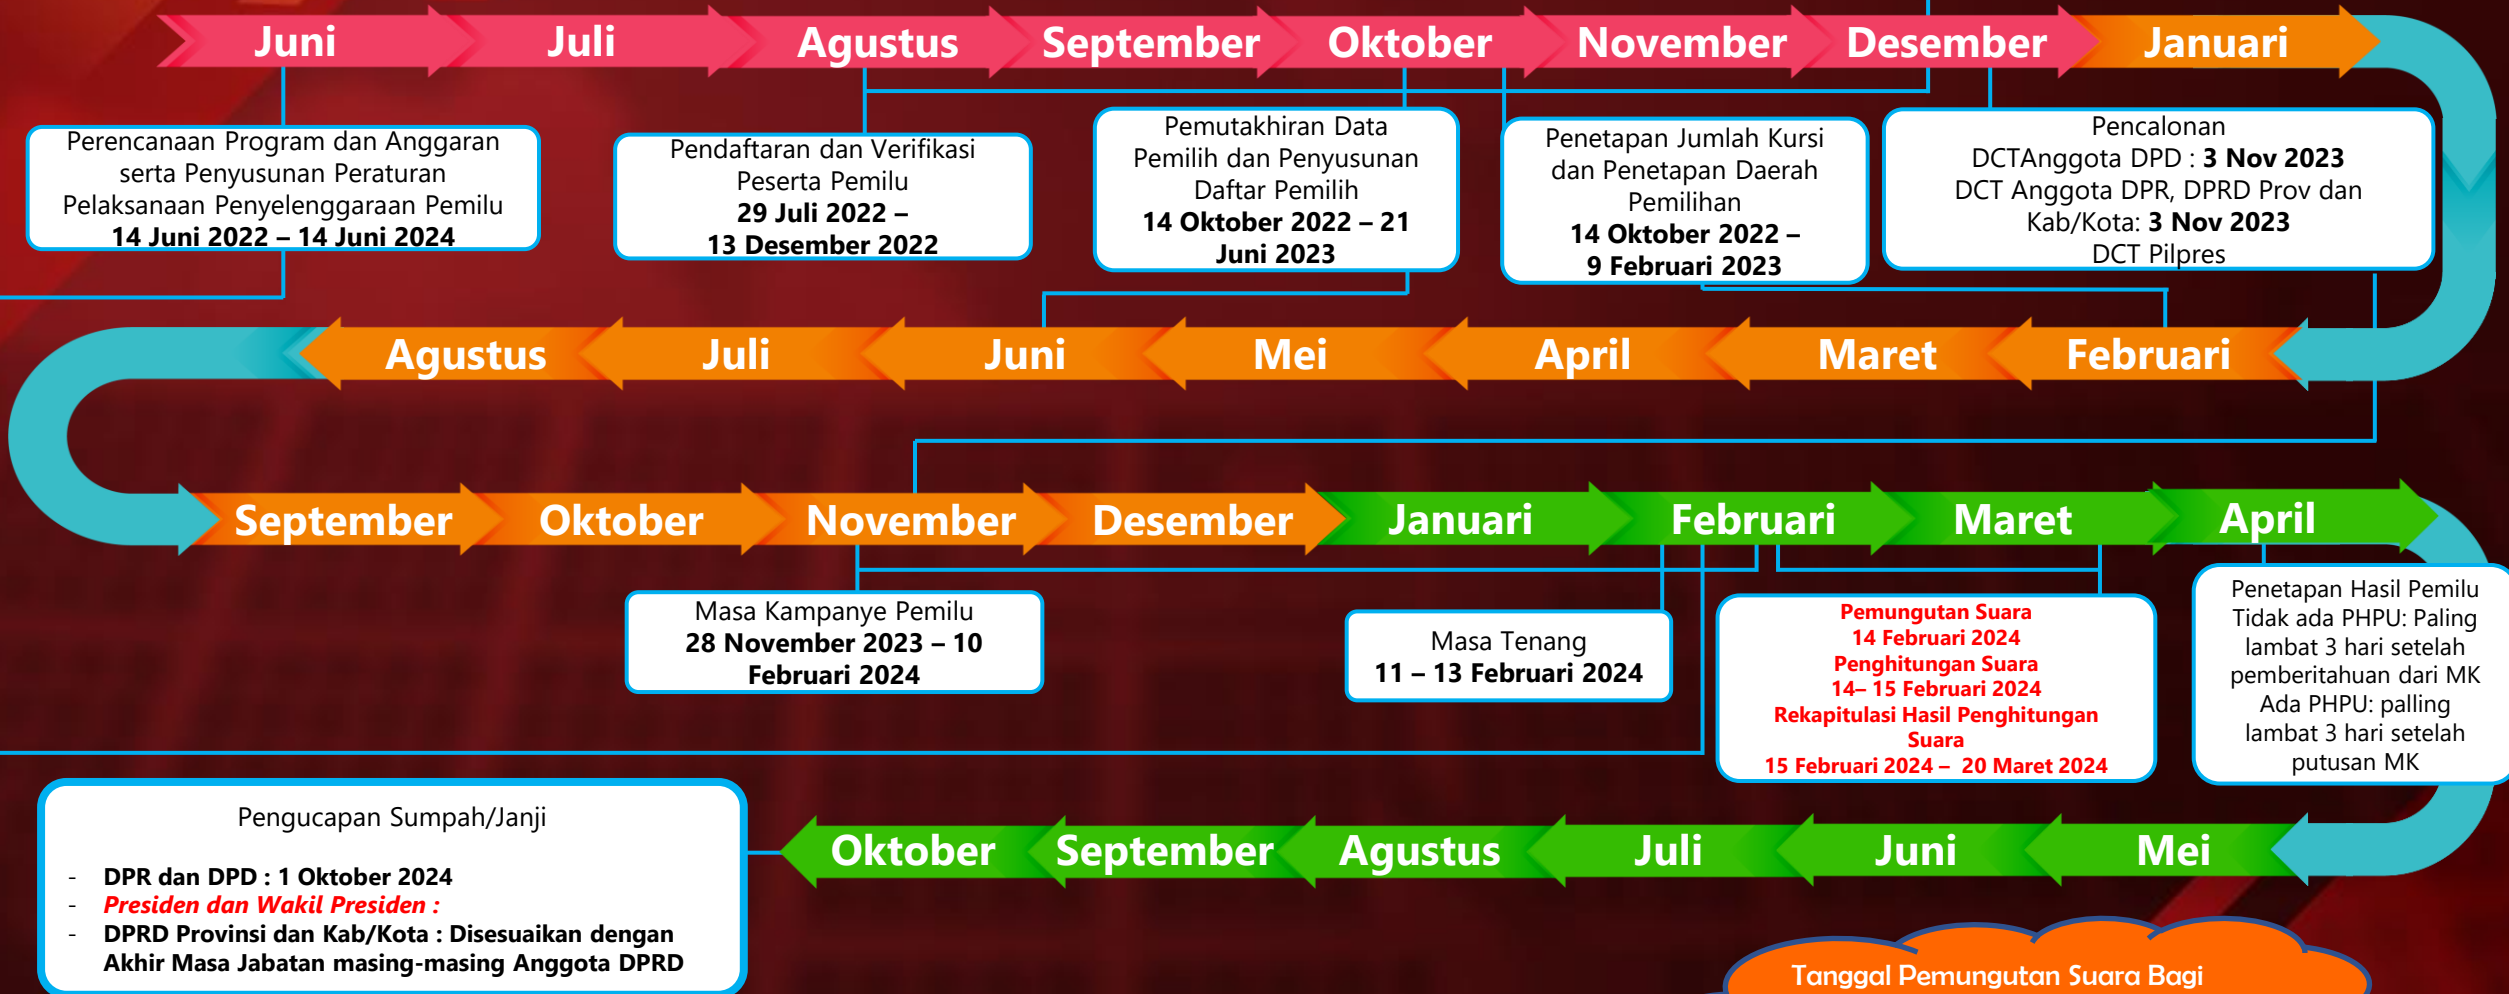 Juni
Juli
Agustus
September
Oktober
November
Desember
Januari
Perencanaan Program dan Anggaran
serta Penyusunan Peraturan
Pelaksanaan Penyelenggaraan Pemilu
14 Juni 2022 – 14 Juni 2024
Pendaftaran dan Verifikasi
Peserta Pemilu
29 Juli 2022 –
13 Desember 2022
Pemutakhiran Data
Pemilih dan Penyusunan
Daftar Pemilih
14 Oktober 2022 – 21
Juni 2023
Penetapan Jumlah Kursi
dan Penetapan Daerah
Pemilihan
14 Oktober 2022 –
9 Februari 2023
Pencalonan
DCTAnggota DPD : 3 Nov 2023
DCT Anggota DPR, DPRD Prov dan
Kab/Kota: 3 Nov 2023
DCT Pilpres
Agustus
Juli
Juni
Mei
April
Maret
Februari
September
Oktober
November
Desember
Januari
Februari
Maret
April
Masa Kampanye Pemilu
28 November 2023 – 10
Februari 2024
Masa Tenang
11 – 13 Februari 2024
Pemungutan Suara
14 Februari 2024
Penghitungan Suara
14– 15 Februari 2024
Rekapitulasi Hasil Penghitungan
Suara
15 Februari 2024 – 20 Maret 2024
Penetapan Hasil Pemilu
Tidak ada PHPU: Paling
lambat 3 hari setelah
pemberitahuan dari MK
Ada PHPU: palling
lambat 3 hari setelah
putusan MK
Pengucapan Sumpah/Janji
- DPR dan DPD : 1 Oktober 2024
- Presiden dan Wakil Presiden :
- DPRD Provinsi dan Kab/Kota : Disesuaikan dengan
Akhir Masa Jabatan masing-masing Anggota DPRD
Oktober
September
Agustus
Juli
Juni
Mei
Tanggal Pemungutan Suara Bagi